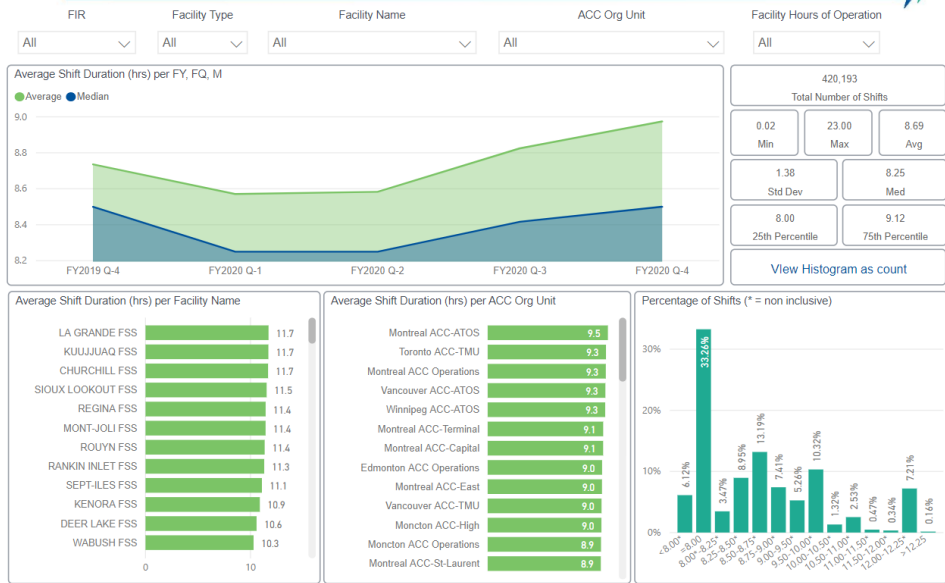 FIR Facility Type Facility Name ACC Org Unit Facility Hours of Operation
All All All All All
Average Shift Duration (hrs) per FY, FQ, M
Average Median
9.0
8.8
8.6
8.4
8.2
FY2019 Q-4 FY2020 Q-1 FY2020 Q-2 FY2020 Q-3 FY2020 Q-4
420,193
Total Number of Shifts
0.02 23.00 8.69
Min Max Avg
1.38 8.25
Std Dev Med
8.00 9.12
25th Percentile 75th Percentile
VIew Histogram as count
Average Shift Duration (hrs) per Facility Name
LA GRANDE FSS 11.7
KUUJJUAQ FSS 11.7
CHURCHILL FSS 11.7
SIOUX LOOKOUT FSS 11.5
REGINA FSS 11.4
MONT-JOLI FSS 11.4
ROUYN FSS 11.4
RANKIN INLET FSS 11.3
SEPT-ILES FSS 11.1
KENORA FSS 10.9
DEER LAKE FSS 10.6
WABUSH FSS 10.3
0 10
Average Shift Duration (hrs) per ACC Org Unit
Montreal ACC-ATOS 9.5
Toronto ACC-TMU 9.3
Montreal ACC Operations 9.3
Vancouver ACC-ATOS 9.3
Winnipeg ACC-ATOS 9.3
Montreal ACC-Terminal 9.1
Montreal ACC-Capital 9.1
Edmonton ACC Operations 9.0
Montreal ACC-East 9.0
Vancouver ACC-TMU 9.0
Moncton ACC-High 9.0
Moncton ACC Operations 8.9
Montreal ACC-St-Laurent 8.9
Percentage of Shifts (* = non inclusive)
30%
20%
10%
0%
6.12% 33.26% 3.47% 8.95% 13.19% 7.41% 5.26% 10.32% 1.32% 2.53% 0.47% 0.34% 7.21% 0.16%
<8.00* =8.00 8.00*-8.25* 8.25-8.50* 8.50-8.75* 8.75-9.00* 9.00-9.50* 9.50-10.00* 10.00-10.50* 10.50-11.00* 11.00-11.50* 11.50-12.00* 12.00-12.25* >12.25